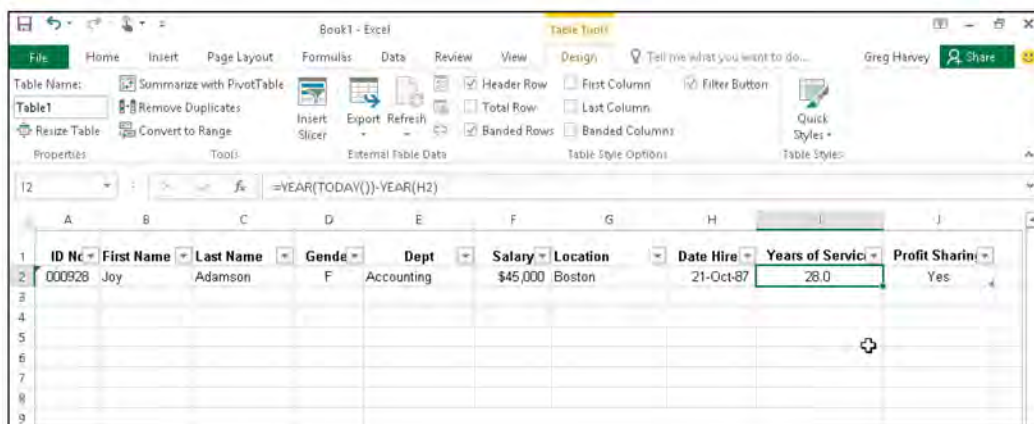 Book1 - Excel Table Tools
File Home Insert Page Layout Formulas Data Review View Design Tell me what you want to do... Greg Harvey Share
Table Name: Summarize with PivotTable Header Row First Column Filter Button
Table1 Remove Duplicates Insert Slicer Export Refresh Total Row Last Column Quick Styles
Resize Table Convert to Range Banded Rows Banded Columns
Properties Tools External Table Data Table Style Options Table Styles
I2 fx =YEAR(TODAY())-YEAR(H2)
A B C D E F G H I J
1 ID Nc First Name Last Name Gende Dept Salary Location Date Hire Years of Servic Profit Sharin
2 000928 Joy Adamson F Accounting $45,000 Boston 21-Oct-87 28.0 Yes
3
4
5
6
7
8
9